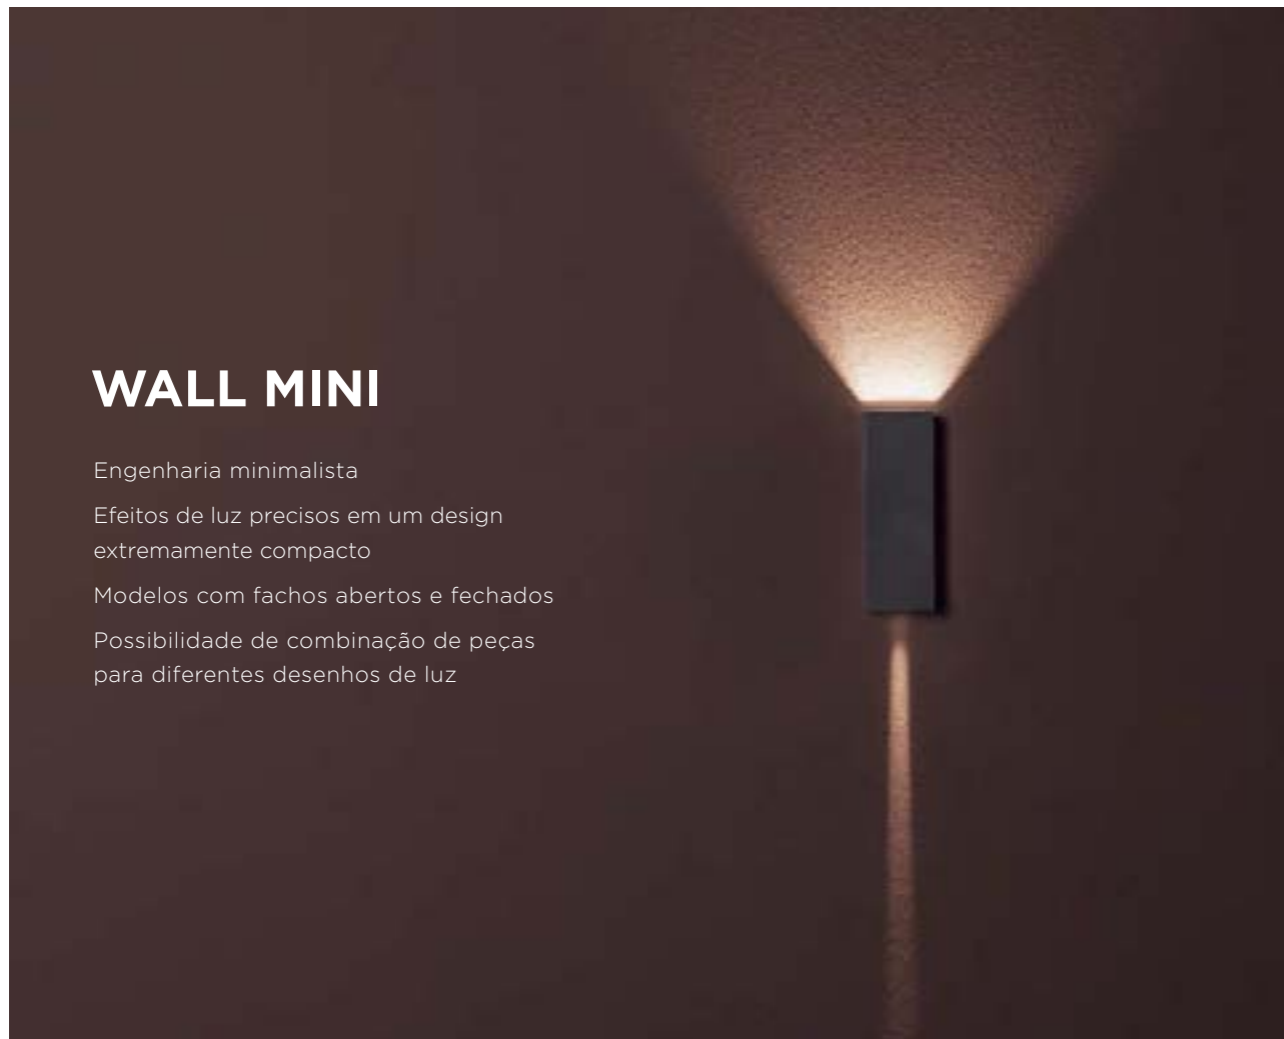 WALL MINI
Engenharia minimalista
Efeitos de luz precisos em um design
extremamente compacto
Modelos com fachos abertos e fechados
Possibilidade de combinação de peças
para diferentes desenhos de luz